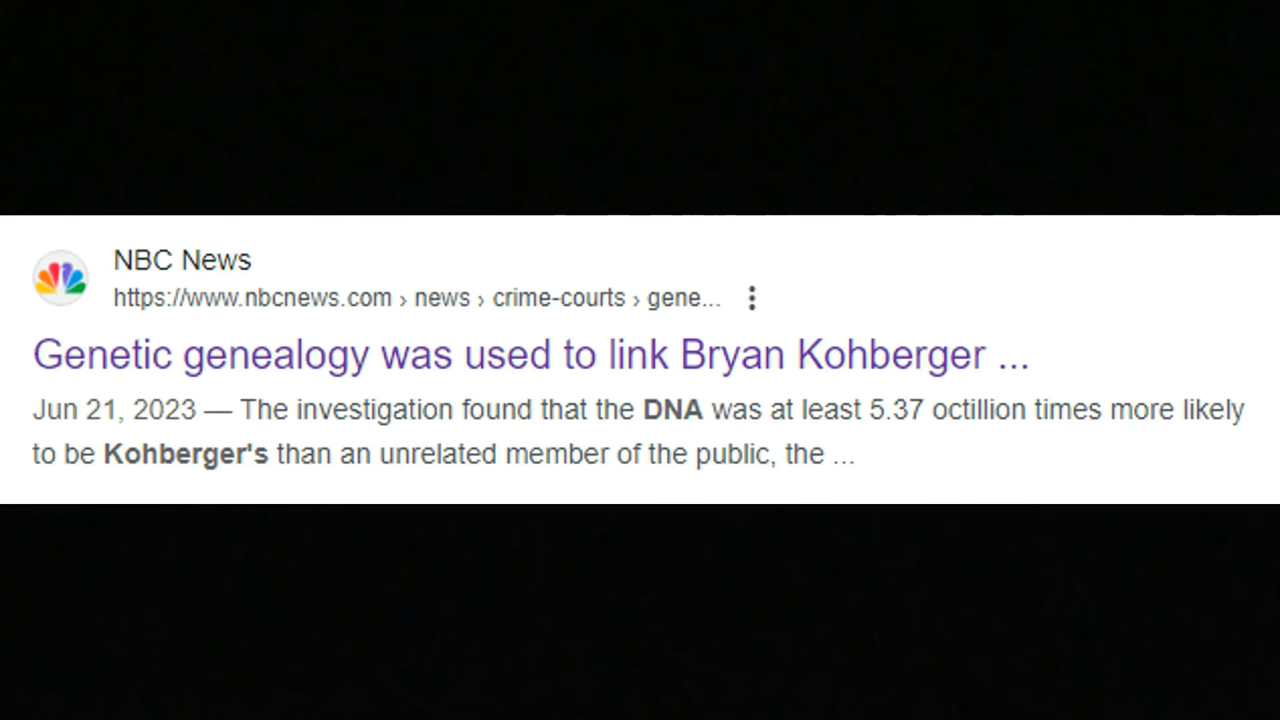 NBC News
https://www.nbcnews.com › news › crime-courts › gene...
Genetic genealogy was used to link Bryan Kohberger ...
Jun 21, 2023 — The investigation found that the DNA was at least 5.37 octillion times more likely
to be Kohberger's than an unrelated member of the public, the ...